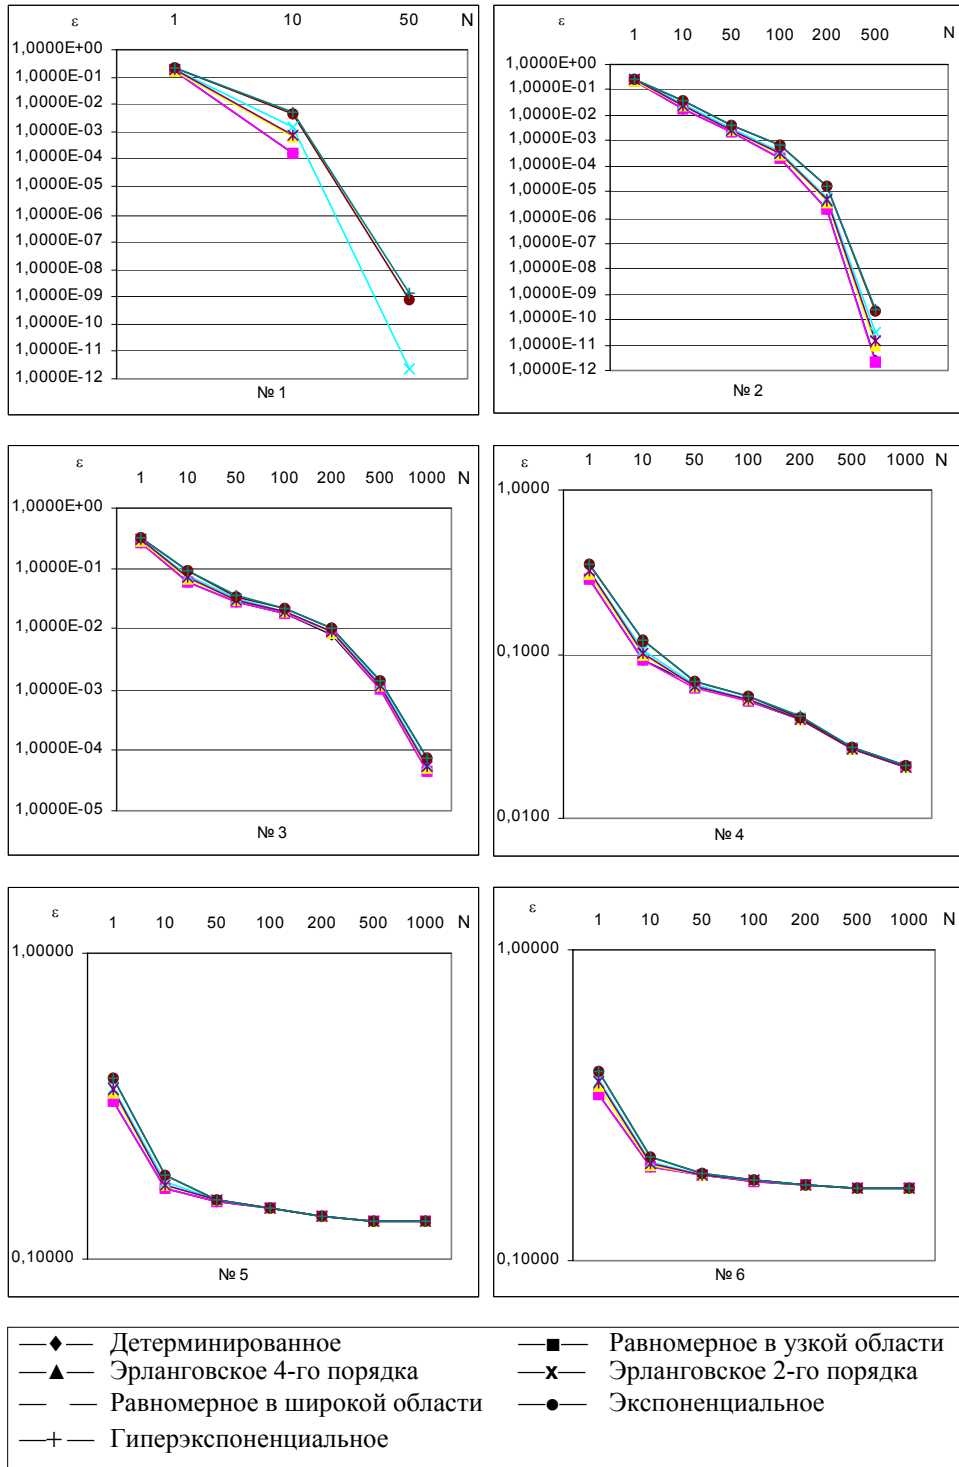 ε 1 10 50 N
1,0000E+00
1,0000E-01
1,0000E-02
1,0000E-03
1,0000E-04
1,0000E-05
1,0000E-06
1,0000E-07
1,0000E-08
1,0000E-09
1,0000E-10
1,0000E-11
1,0000E-12
№ 1
ε 1 10 50 100 200 500 N
1,0000E+00
1,0000E-01
1,0000E-02
1,0000E-03
1,0000E-04
1,0000E-05
1,0000E-06
1,0000E-07
1,0000E-08
1,0000E-09
1,0000E-10
1,0000E-11
1,0000E-12
№ 2
ε 1 10 50 100 200 500 1000 N
1,0000E+00
1,0000E-01
1,0000E-02
1,0000E-03
1,0000E-04
1,0000E-05
№ 3
ε 1 10 50 100 200 500 1000 N
1,0000
0,1000
0,0100
№ 4
ε 1 10 50 100 200 500 1000 N
1,00000
0,10000
№ 5
ε 1 10 50 100 200 500 1000 N
1,00000
0,10000
№ 6
Детерминированное
Равномерное в узкой области
Эрланговское 4-го порядка
Эрланговское 2-го порядка
Равномерное в широкой области
Экспоненциальное
Гиперэкспоненциальное